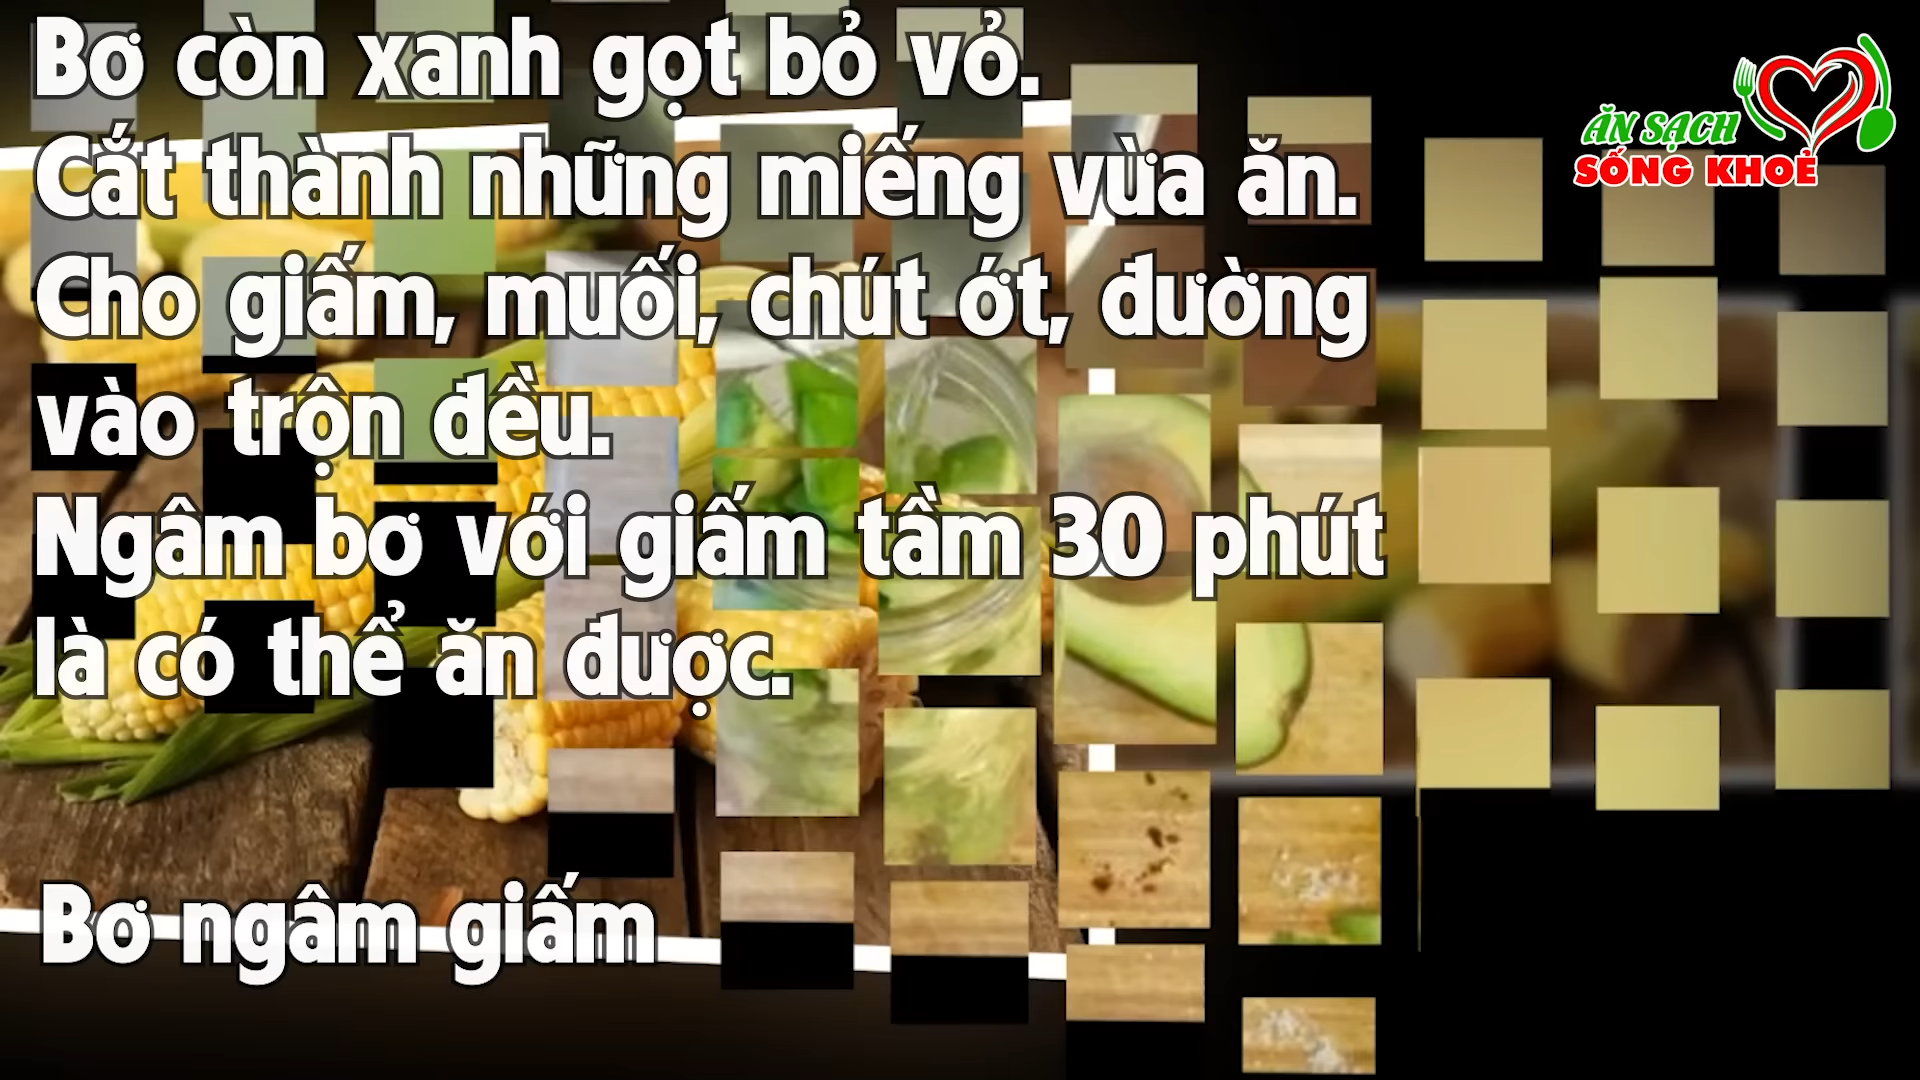 Bơ còn xanh gọt bỏ vỏ.
Cắt thành những miếng vừa ăn.
Cho giấm, muối, chút ớt, đường
vào trộn đều.
Ngâm bơ với giấm tầm 30 phút
là có thể ăn được.
Bơ ngâm giấm
ĂN SẠCH
SỐNG KHOẺ